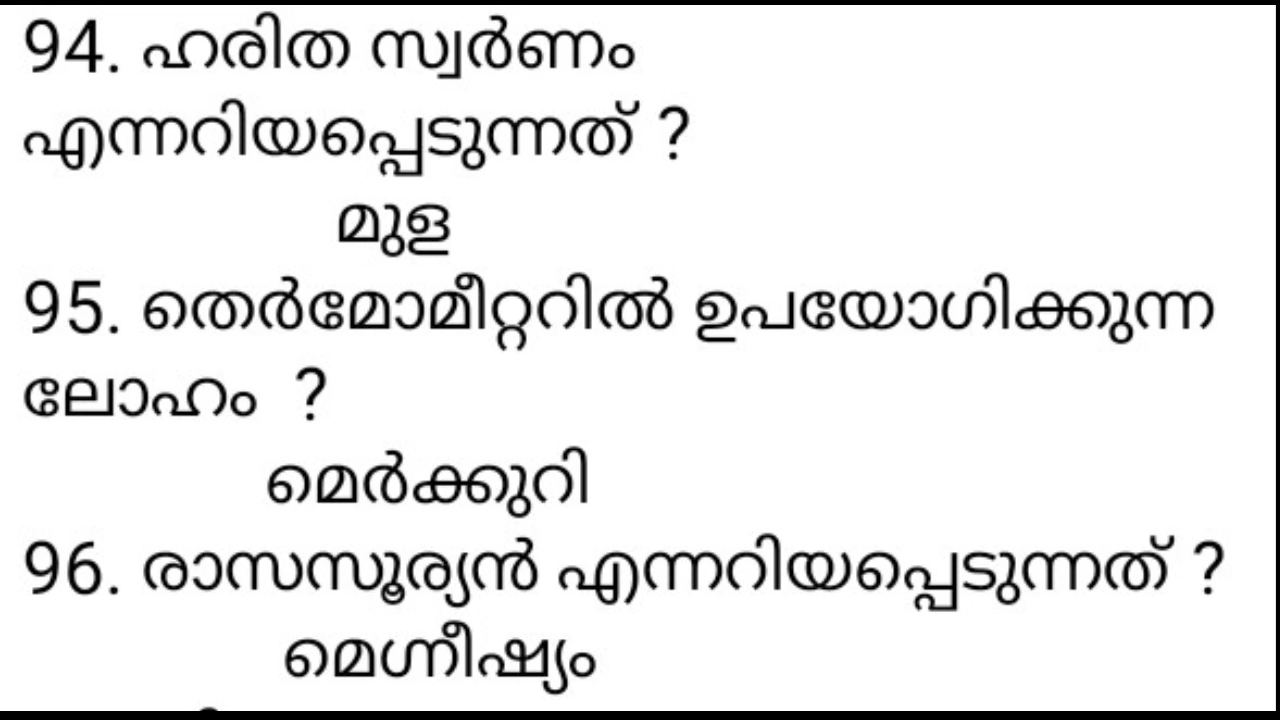 94. ഹരിത സ്വർണം
എന്നറിയപ്പെടുന്നത് ?
മുള
95. തെർമോമീറ്ററിൽ ഉപയോഗിക്കുന്ന
ലോഹം ?
മെർക്കുറി
96. രാസസൂര്യൻ എന്നറിയപ്പെടുന്നത് ?
മെഗ്നീഷ്യം